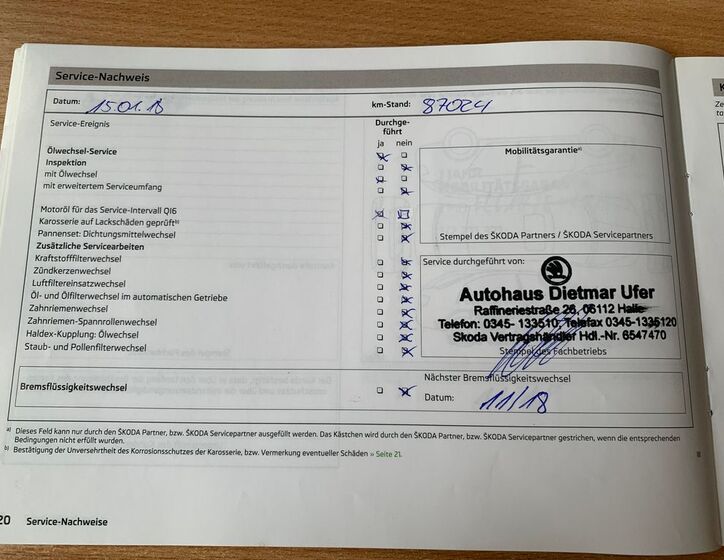 Service-Nachweis
Datum: 15.01.18 km-Stand: 87024
Service-Ereignis Durchge-
führt
ja nein
Ölwechsel-Service
Inspektion
mit Ölwechsel
mit erweitertem Serviceumfang
Motoröl für das Service-Intervall QI6
Karosserie auf Lackschäden geprüftb)
Pannenset: Dichtungsmittelwechsel
Zusätzliche Servicearbeiten
Kraftstofffilterwechsel
Zündkerzenwechsel
Luftfiltereinsatzwechsel
Öl- und Ölfilterwechsel im automatischen Getriebe
Zahnriemenwechsel
Zahnriemen-Spannrollenwechsel
Haldex-Kupplung: Ölwechsel
Staub- und Pollenfilterwechsel
Mobilitätsgarantiea)
Stempel des ŠKODA Partners / ŠKODA Servicepartners
Service durchgeführt von:
Autohaus Dietmar Ufer
Raffineriestraße 26, 06112 Halle
Telefon: 0345- 133510, Telefax 0345-1335120
Skoda Vertragshändler Hdl.-Nr. 6547470
Stempel des Fachbetriebs
Bremsflüssigkeitswechsel
Nächster Bremsflüssigkeitswechsel
Datum: 11/18
a) Dieses Feld kann nur durch den ŠKODA Partner, bzw. ŠKODA Servicepartner ausgefüllt werden. Das Kästchen wird durch den ŠKODA Partner, bzw. ŠKODA Servicepartner gestrichen, wenn die entsprechenden
Bedingungen nicht erfüllt wurden.
b) Bestätigung der Unversehrtheit des Korrosionsschutzes der Karosserie, bzw. Vermerkung eventueller Schäden » Seite 21.
20 Service-Nachweise